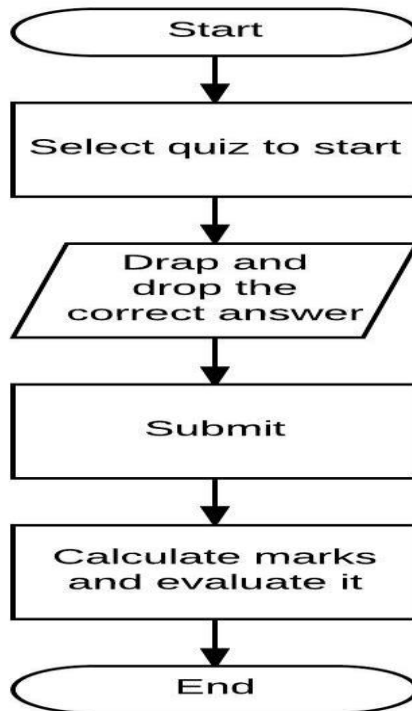 Start
Select quiz to start
Drap and
drop the
correct answer
Submit
Calculate marks
and evaluate it
End